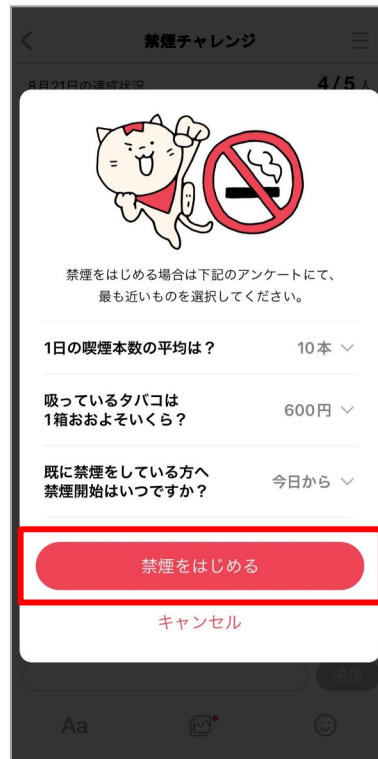 禁煙チャレンジ
8月21日の達成状況 4/5人
禁煙をはじめる場合は下記のアンケートにて、
最も近いものを選択してください。
1日の喫煙本数の平均は？ 10本
吸っているタバコは
1箱おおよそいくら？ 600円
既に禁煙をしている方へ
禁煙開始はいつですか？ 今日から
禁煙をはじめる
キャンセル
送信
Aa